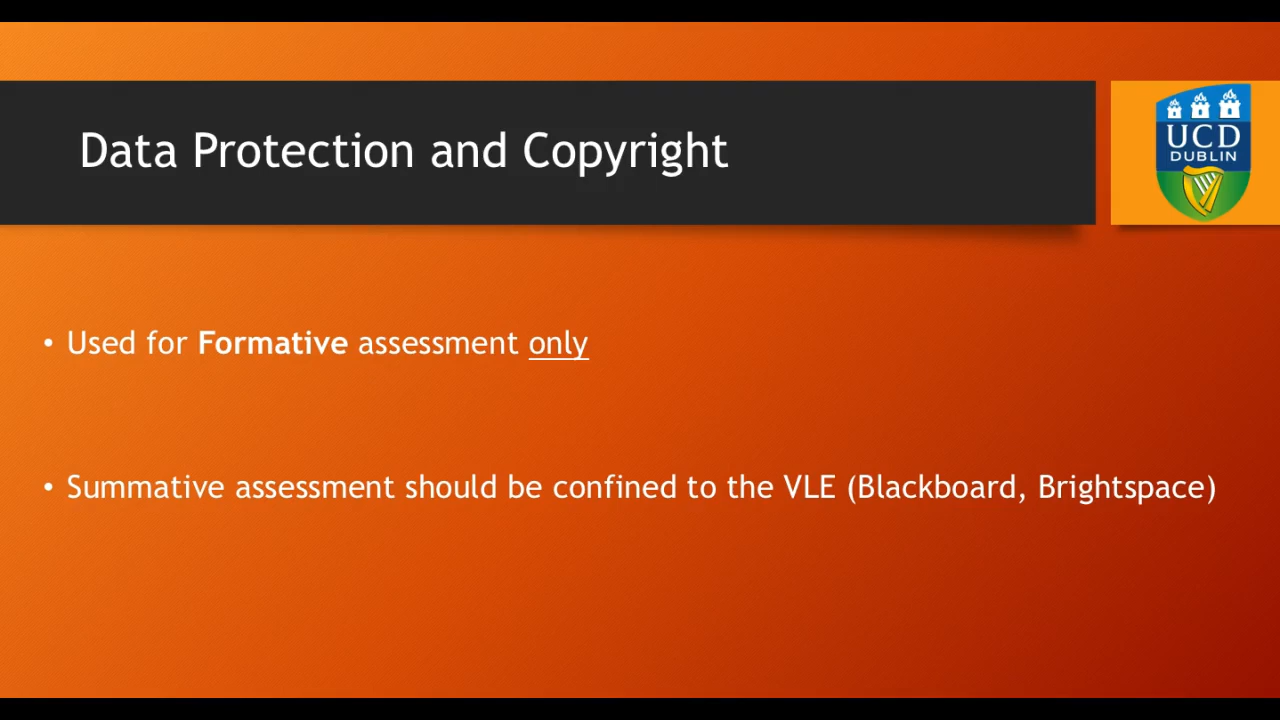 Data Protection and Copyright
UCD
DUBLIN
• Used for Formative assessment only
• Summative assessment should be confined to the VLE (Blackboard, Brightspace)